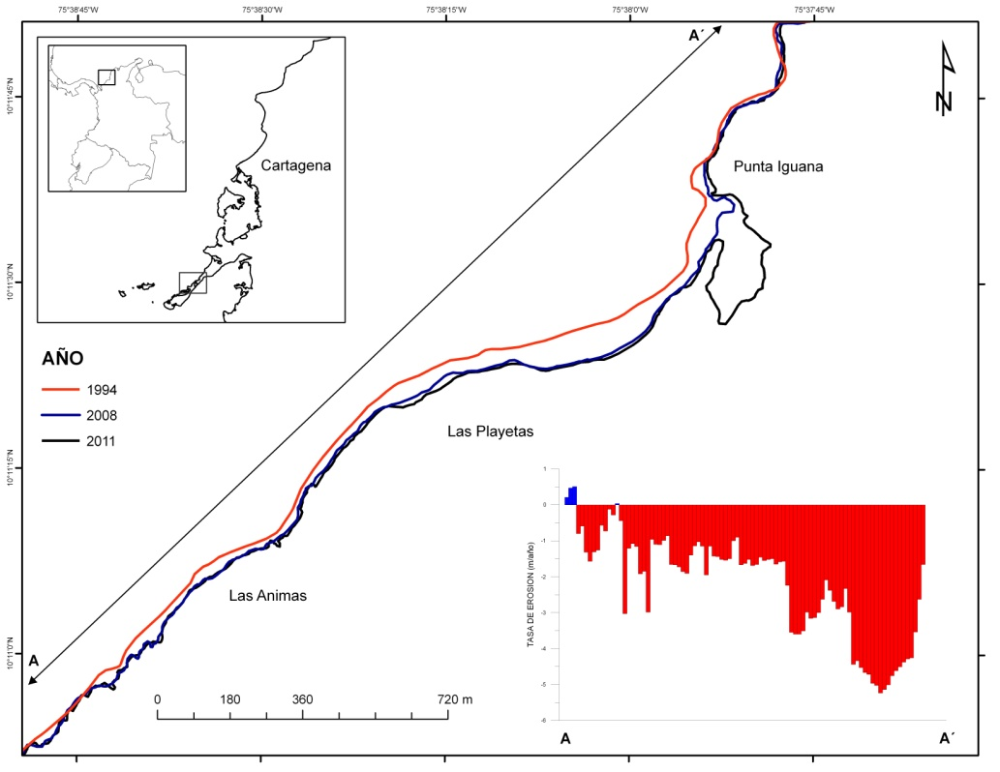 75°38'45"W 75°38'30"W 75°38'15"W 75°38'0"W 75°37'45"W
A´
N
10°11'45"N
Cartagena
Punta Iguana
10°11'30"N
AÑO
1994
2008
2011
Las Playetas
10°11'15"N
Las Animas
10°11'0"N
A
0 180 360 720 m
TASA DE EROSION (m/año)
1
0
-1
-2
-3
-4
-5
-6
A A´